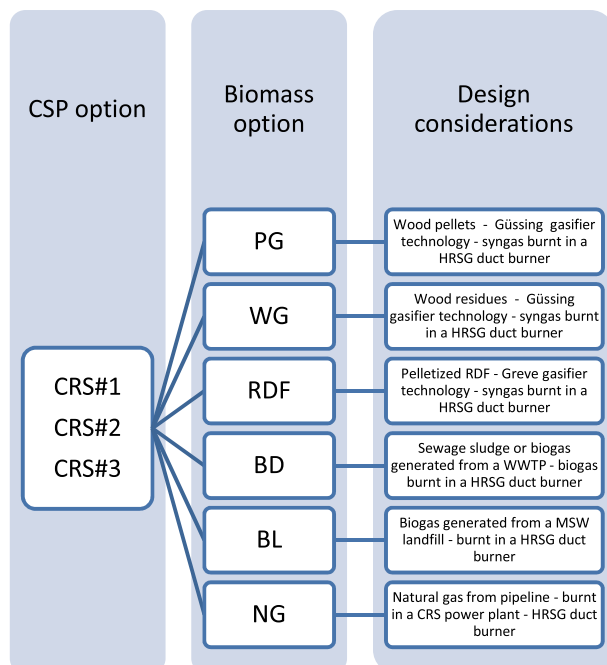 CSP option
Biomass
option
Design
considerations
CRS#1
CRS#2
CRS#3
PG
Wood pellets - Güssing gasifier
technology - syngas burnt in a
HRSG duct burner
WG
Wood residues - Güssing
gasifier technology - syngas burnt
in a HRSG duct burner
RDF
Pelletized RDF - Greve gasifier
technology - syngas burnt in a
HRSG duct burner
BD
Sewage sludge or biogas
generated from a WWTP - biogas
burnt in a HRSG duct burner
BL
Biogas generated from a MSW
landfill - burnt in a HRSG duct
burner
NG
Natural gas from pipeline - burnt
in a CRS power plant - HRSG duct
burner